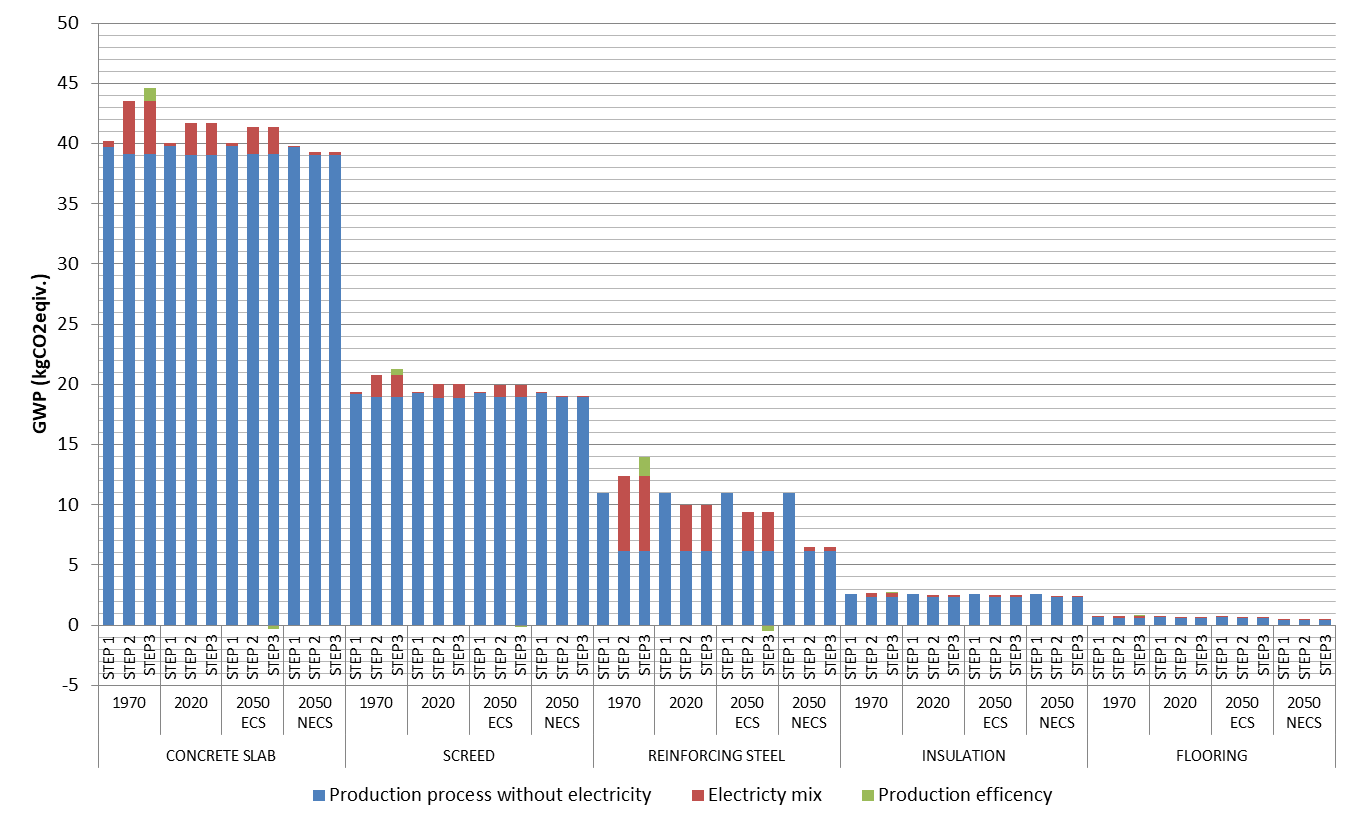 50
45
40
35
30
25
20
15
10
5
0
-5
GWP (kgCO2eqiv.)
STEP 1 STEP 2 STEP3 STEP 1 STEP 2 STEP3 STEP 1 STEP 2 STEP3 STEP 1 STEP 2 STEP3 STEP 1 STEP 2 STEP3 STEP 1 STEP 2 STEP3 STEP 1 STEP 2 STEP3 STEP 1 STEP 2 STEP3 STEP 1 STEP 2 STEP3 STEP 1 STEP 2 STEP3 STEP 1 STEP 2 STEP3 STEP 1 STEP 2 STEP3 STEP 1 STEP 2 STEP3 STEP 1 STEP 2 STEP3 STEP 1 STEP 2 STEP3 STEP 1 STEP 2 STEP3 STEP 1 STEP 2 STEP3 STEP 1 STEP 2 STEP3 STEP 1 STEP 2 STEP3 STEP 1 STEP 2 STEP3
1970 2020 2050 2050 1970 2020 2050 2050 1970 2020 2050 2050 1970 2020 2050 2050 1970 2020 2050 2050
ECS NECS ECS NECS ECS NECS ECS NECS ECS NECS
CONCRETE SLAB SCREED REINFORCING STEEL INSULATION FLOORING
Production process without electricity Electricty mix Production efficency